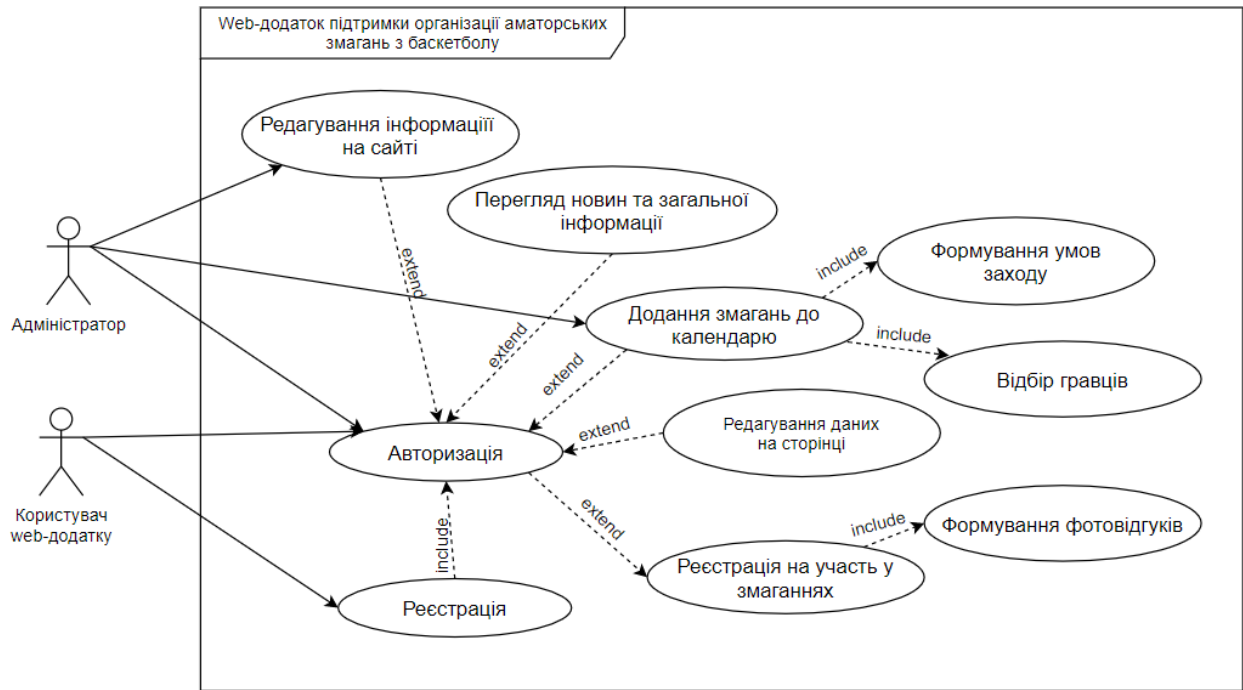 Web-додаток підтримки організації аматорських
змагань з баскетболу
Редагування інформаціїї
на сайті
Перегляд новин та загальної
інформації
Формування умов
заходу
extend
include
Адміністратор
Додання змагань до
календарю
extend
include
extend
Відбір гравців
Редагування даних
на сторінці
extend
Авторизація
Користувач
web-додатку
extend
include
Формування фотовідгуків
include
Реєстрація на участь у
змаганнях
Реєстрація